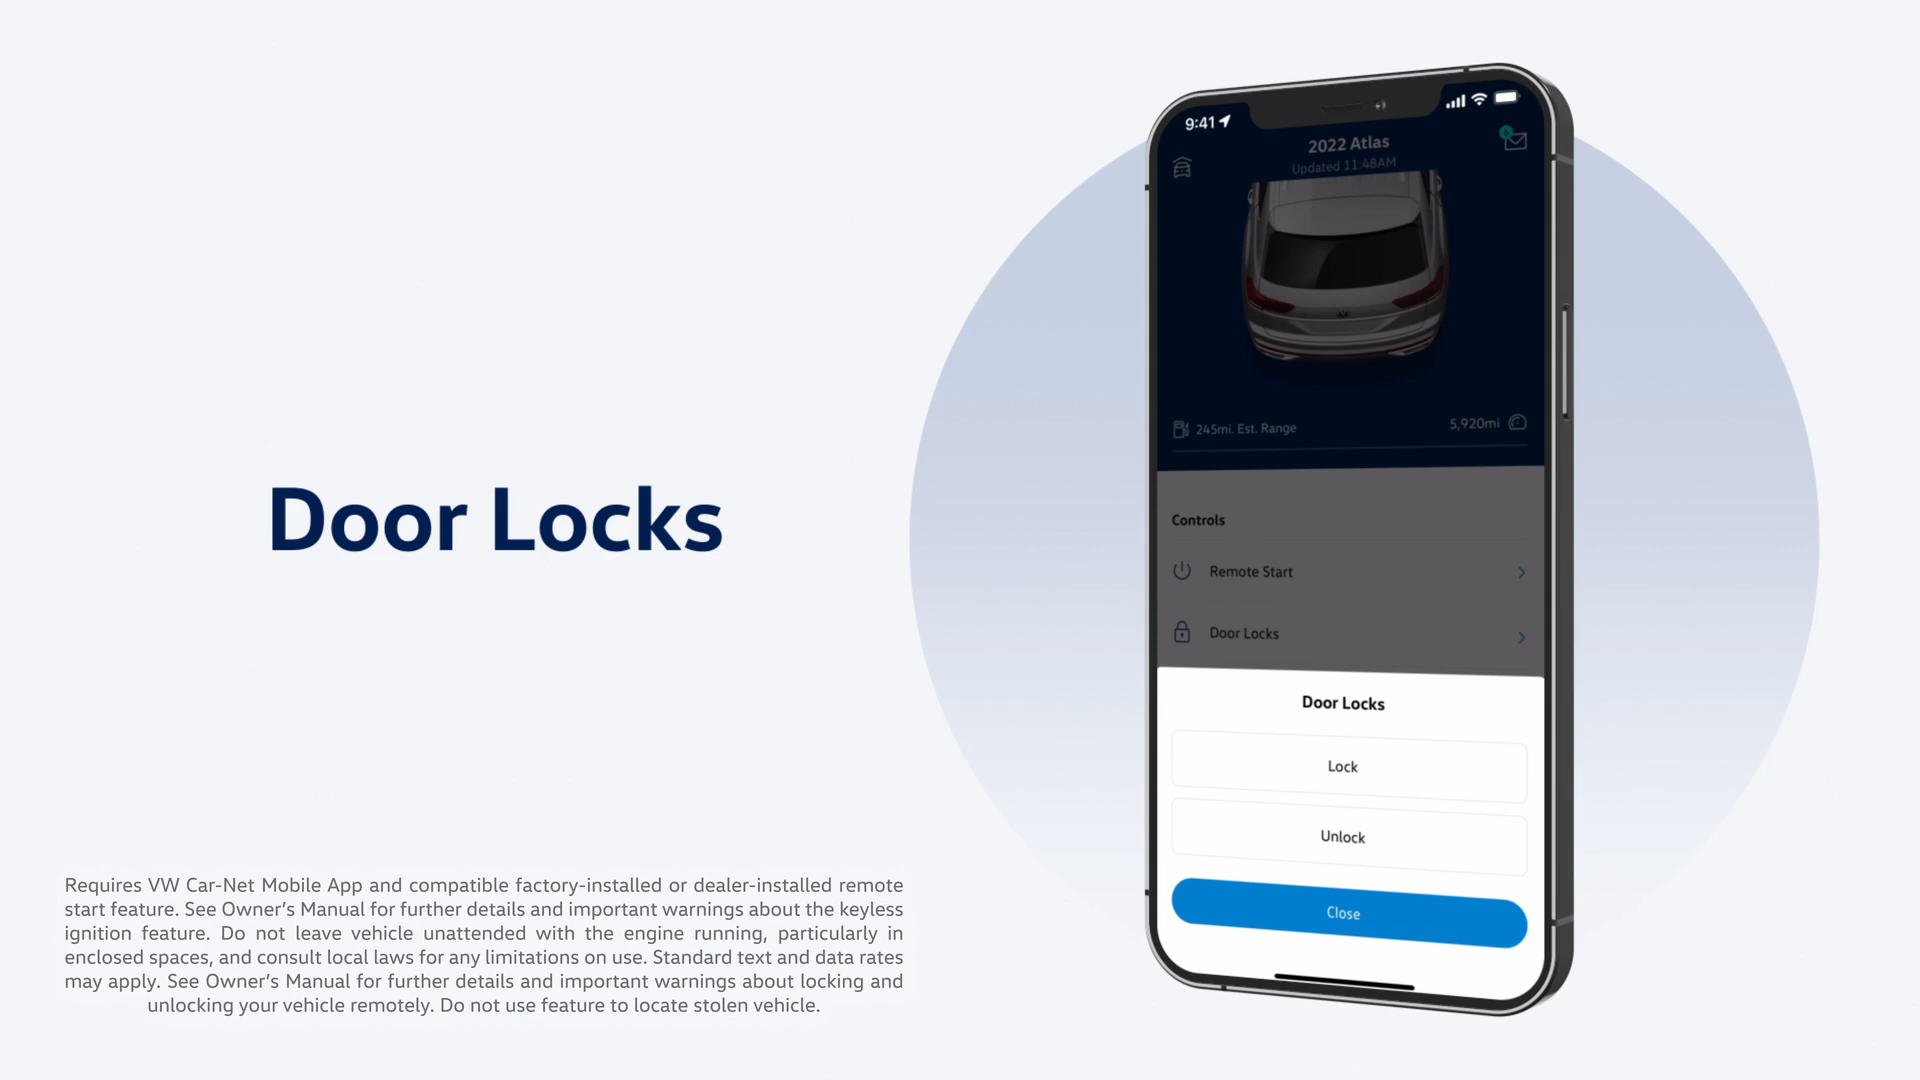 Door Locks
Requires VW Car-Net Mobile App and compatible factory-installed or dealer-installed remote
start feature. See Owner's Manual for further details and important warnings about the keyless
ignition feature. Do not leave vehicle unattended with the engine running, particularly in
enclosed spaces, and consult local laws for any limitations on use. Standard text and data rates
may apply. See Owner's Manual for further details and important warnings about locking and
unlocking your vehicle remotely. Do not use feature to locate stolen vehicle.
9:41
2022 Atlas
Updated 11:48AM
245mi. Est. Range
5,920mi
Controls
Remote Start
Door Locks
Door Locks
Lock
Unlock
Close